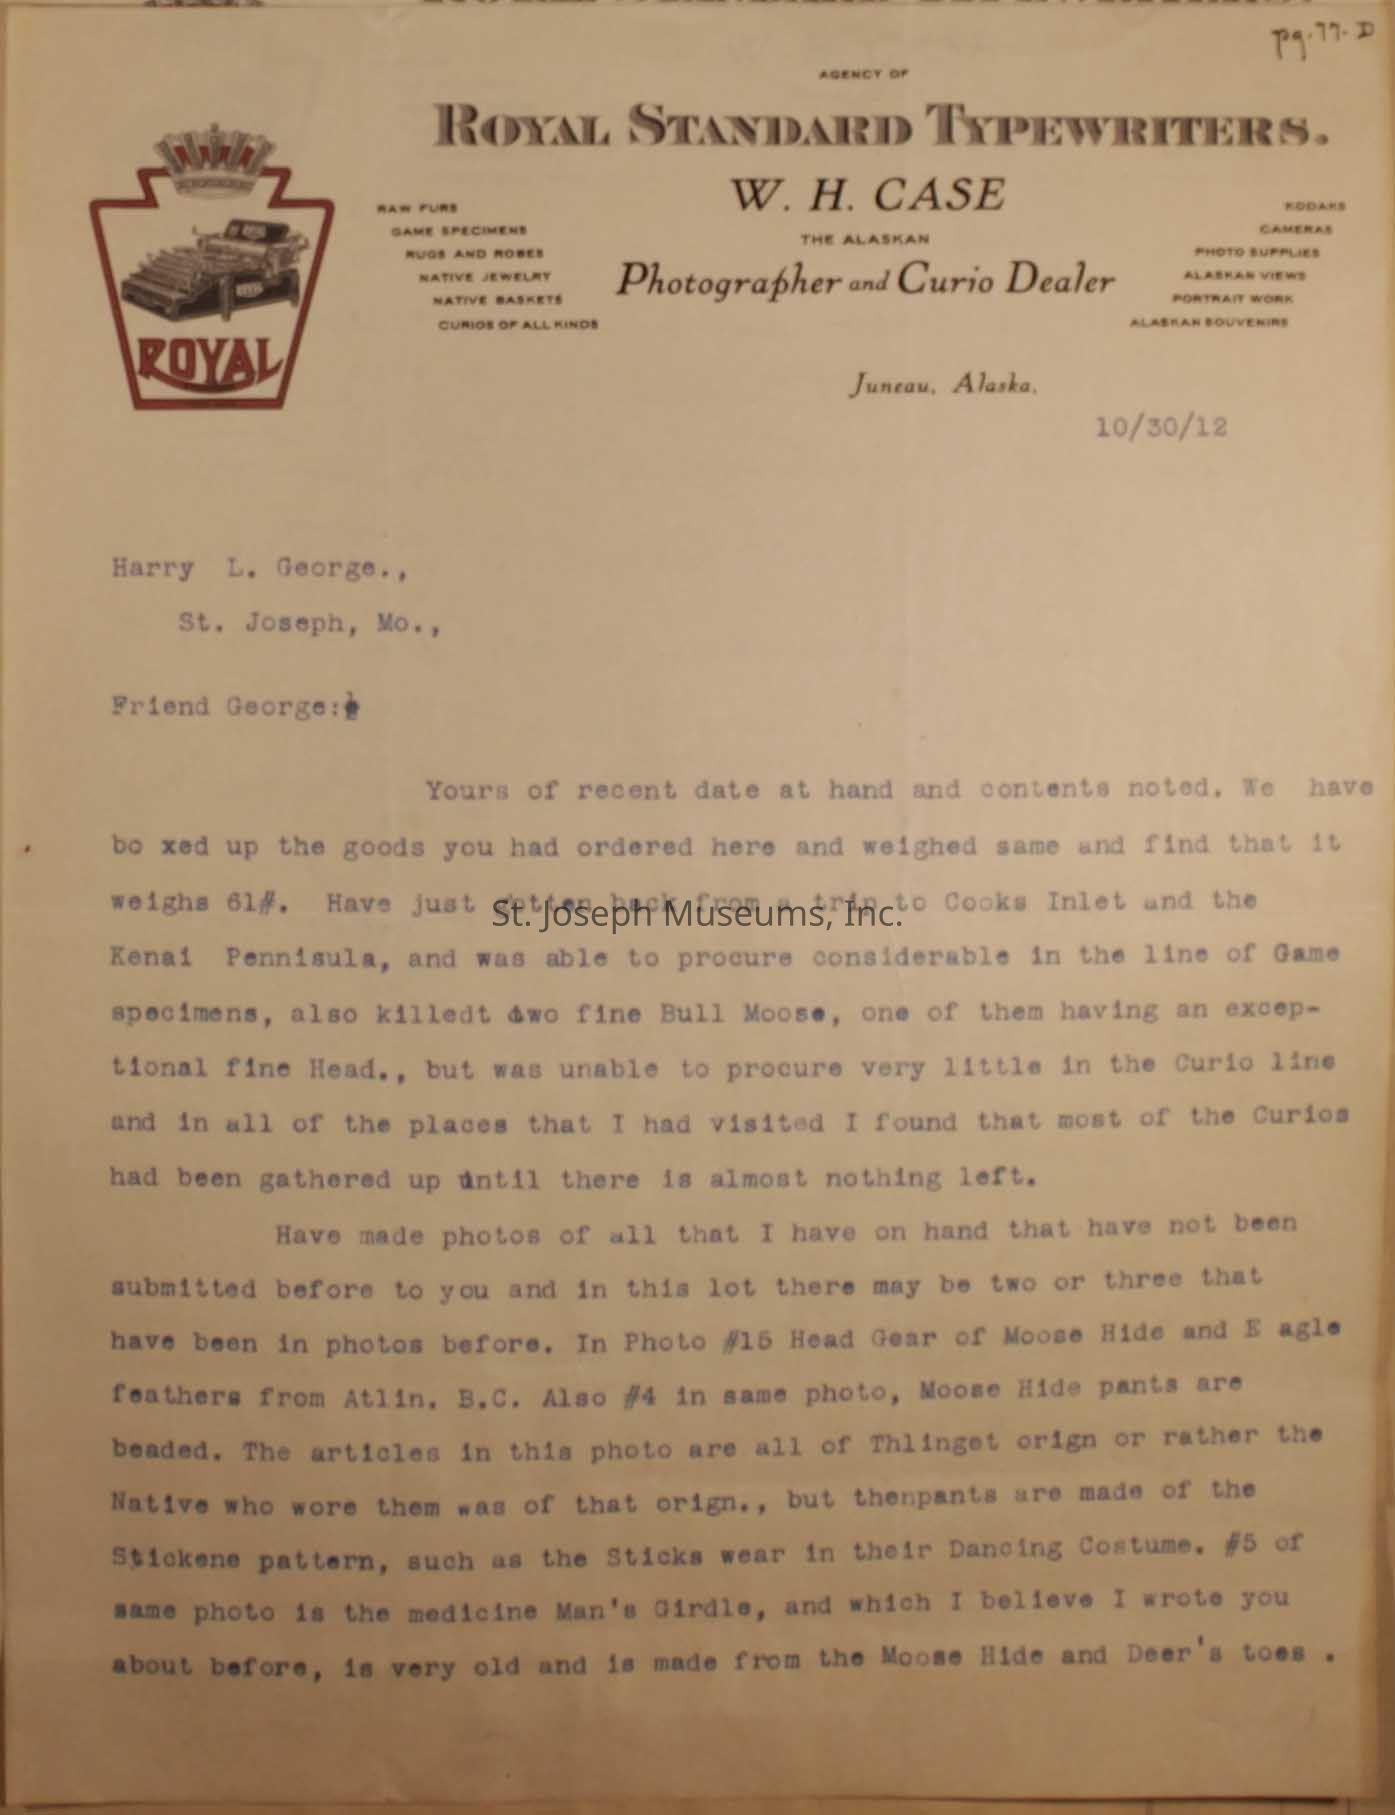 pg. 77- D
AGENCY OF
ROYAL STANDARD TYPEWRITERS.
W. H. CASE
THE ALASKAN
Photographer and Curio Dealer
RAW FURS
GAME SPECIMENS
RUGS AND ROBES
NATIVE JEWELRY
NATIVE BASKETS
CURIOS OF ALL KINDS
KODAKS
CAMERAS
PHOTO SUPPLIES
ALASKAN VIEWS
PORTRAIT WORK
ALASKAN SOUVENIRS
ROYAL
Juneau, Alaska,
10/30/12
Harry L. George.,
St. Joseph, Mo.,
Friend George:
Yours of recent date at hand and contents noted. We have
bo xed up the goods you had ordered here and weighed same and find that it
weighs 61#. Have just gotten back from a trip to Cooks Inlet and the
St. Joseph Museums, Inc.
Kenai Pennisula, and was able to procure considerable in the line of Game
specimens, also killedt two fine Bull Moose, one of them having an excep-
tional fine Head., but was unable to procure very little in the Curio line
and in all of the places that I had visited I found that most of the Curios
had been gathered up until there is almost nothing left.
Have made photos of all that I have on hand that have not been
submitted before to you and in this lot there may be two or three that
have been in photos before. In Photo #15 Head Gear of Moose Hide and E agle
feathers from Atlin. B.C. Also #4 in same photo, Moose Hide pants are
beaded. The articles in this photo are all of Thlinget orign or rather the
Native who wore them was of that orign., but thenpants are made of the
Stickene pattern, such as the Sticks wear in their Dancing Costume. #5 of
same photo is the medicine Man's Girdle, and which I believe I wrote you
about before, is very old and is made from the Moose Hide and Deer's toes .